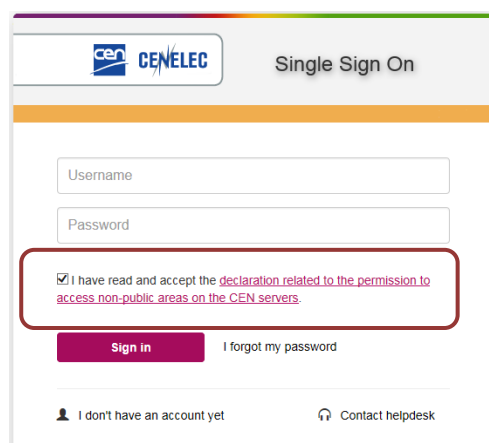 cen CENELEC Single Sign On
Username
Password
I have read and accept the declaration related to the permission to
access non-public areas on the CEN servers.
Sign in I forgot my password
I don't have an account yet Contact helpdesk